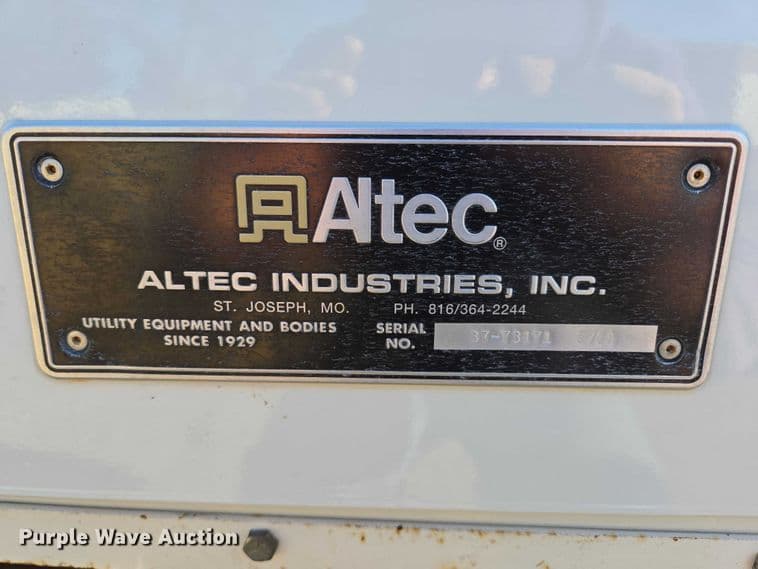 Altec®
ALTEC INDUSTRIES, INC.
ST. JOSEPH, MO. PH. 816/364-2244
UTILITY EQUIPMENT AND BODIES
SINCE 1929
SERIAL
NO.
Purple Wave Auction